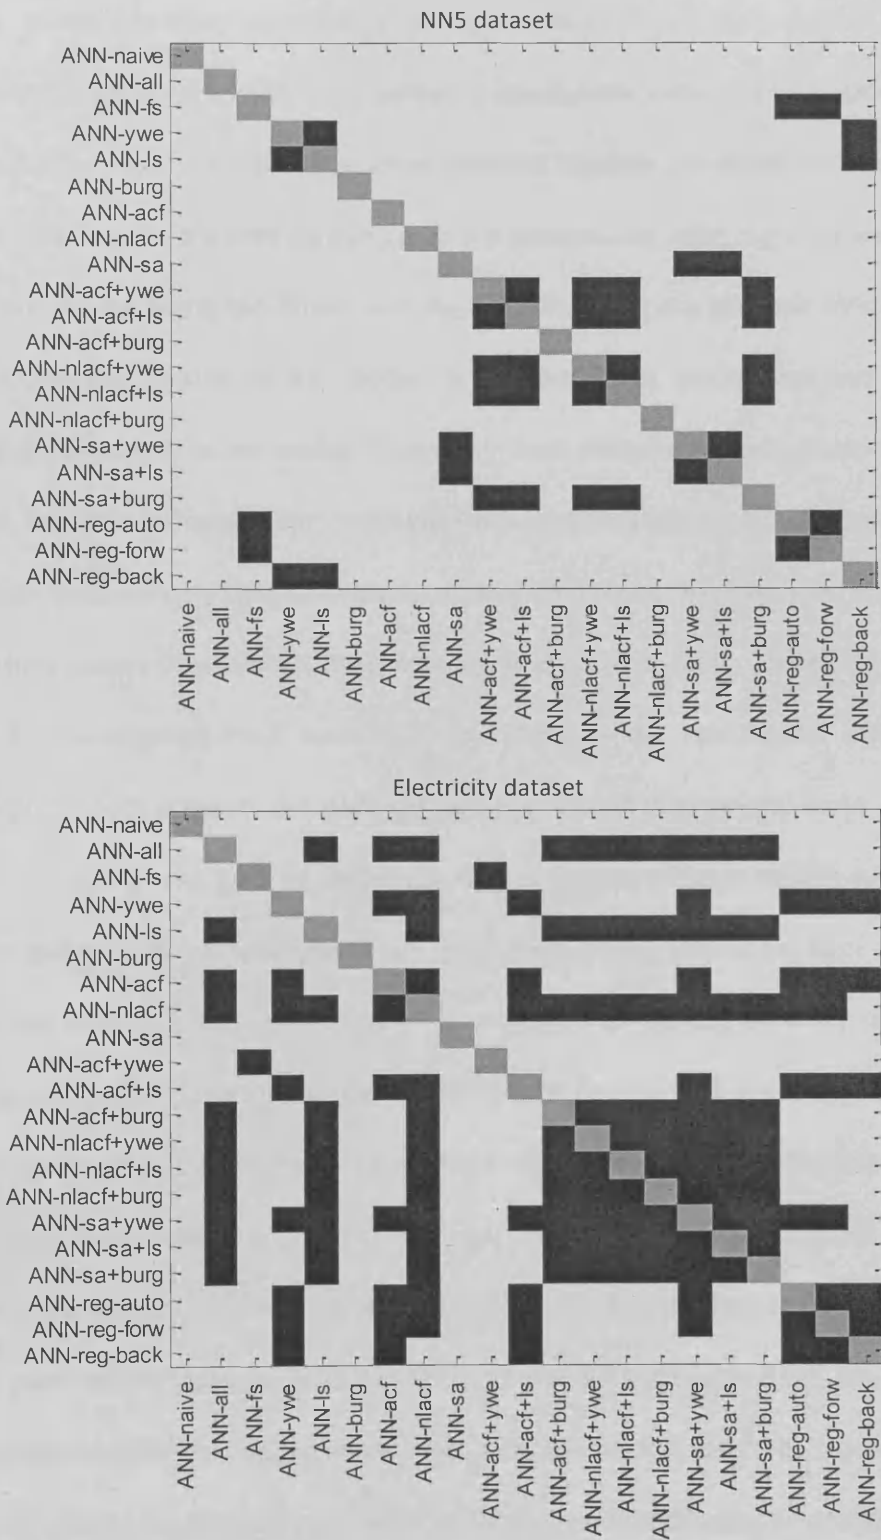 NN5 dataset
ANN-naive
ANN-all
ANN-fs
ANN-ywe
ANN-ls
ANN-burg
ANN-acf
ANN-nlacf
ANN-sa
ANN-acf+ywe
ANN-acf+ls
ANN-acf+burg
ANN-nlacf+ywe
ANN-nlacf+ls
ANN-nlacf+burg
ANN-sa+ywe
ANN-sa+ls
ANN-sa+burg
ANN-reg-auto
ANN-reg-forw
ANN-reg-back
ANN-naive
ANN-all
ANN-fs
ANN-ywe
ANN-ls
ANN-burg
ANN-acf
ANN-nlacf
ANN-sa
ANN-acf+ywe
ANN-acf+ls
ANN-acf+burg
ANN-nlacf+ywe
ANN-nlacf+ls
ANN-nlacf+burg
ANN-sa+ywe
ANN-sa+ls
ANN-sa+burg
ANN-reg-auto
ANN-reg-forw
ANN-reg-back
Electricity dataset
ANN-naive
ANN-all
ANN-fs
ANN-ywe
ANN-ls
ANN-burg
ANN-acf
ANN-nlacf
ANN-sa
ANN-acf+ywe
ANN-acf+ls
ANN-acf+burg
ANN-nlacf+ywe
ANN-nlacf+ls
ANN-nlacf+burg
ANN-sa+ywe
ANN-sa+ls
ANN-sa+burg
ANN-reg-auto
ANN-reg-forw
ANN-reg-back
ANN-naive
ANN-all
ANN-fs
ANN-ywe
ANN-ls
ANN-burg
ANN-acf
ANN-nlacf
ANN-sa
ANN-acf+ywe
ANN-acf+ls
ANN-acf+burg
ANN-nlacf+ywe
ANN-nlacf+ls
ANN-nlacf+burg
ANN-sa+ywe
ANN-sa+ls
ANN-sa+burg
ANN-reg-auto
ANN-reg-forw
ANN-reg-back